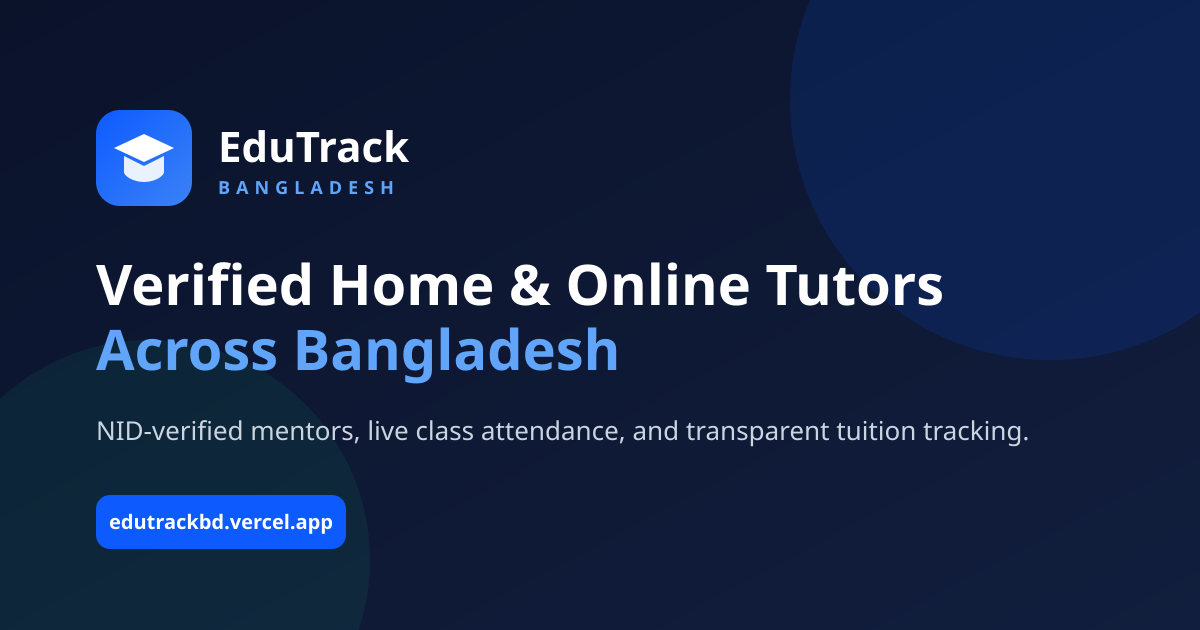 EduTrack
BANGLADESH
Verified Home & Online Tutors
Across Bangladesh
NID-verified mentors, live class attendance, and transparent tuition tracking.
edutrackbd.vercel.app